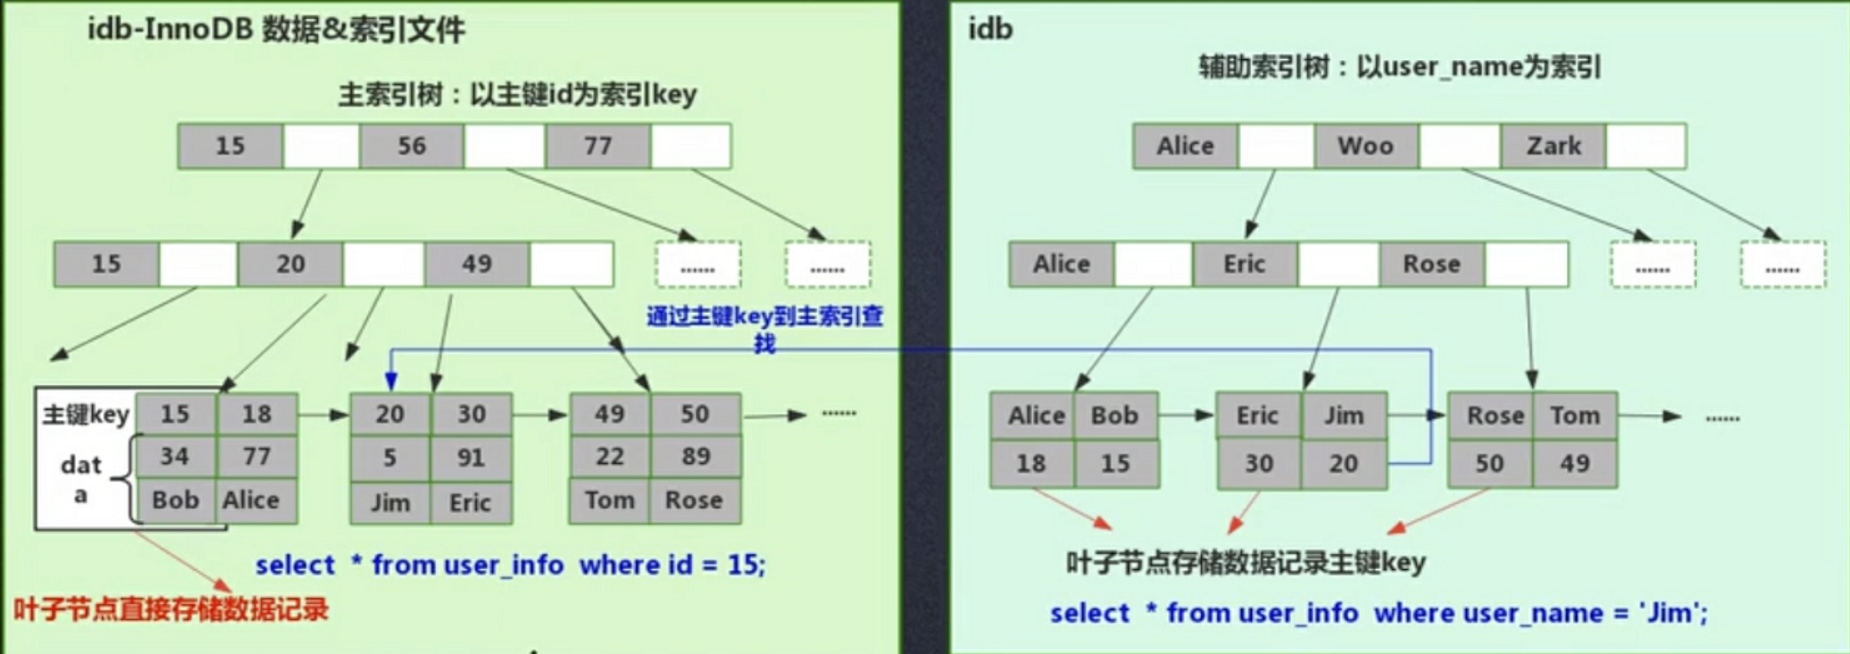 idb-InnoDB 数据&索引文件
主索引树：以主键id为索引key
15 56 77
15 20 49 ...... ......
通过主键key到主索引查
找
主键key 15 18 20 30 49 50 ......
dat
a
34 77 5 91 22 89
Bob Alice Jim Eric Tom Rose
select * from user_info where id = 15;
叶子节点直接存储数据记录
idb
辅助索引树：以user_name为索引
Alice Woo Zark
Alice Eric Rose ...... ......
Alice Bob Eric Jim Rose Tom ......
18 15 30 20 50 49
叶子节点存储数据记录主键key
select * from user_info where user_name = 'Jim';